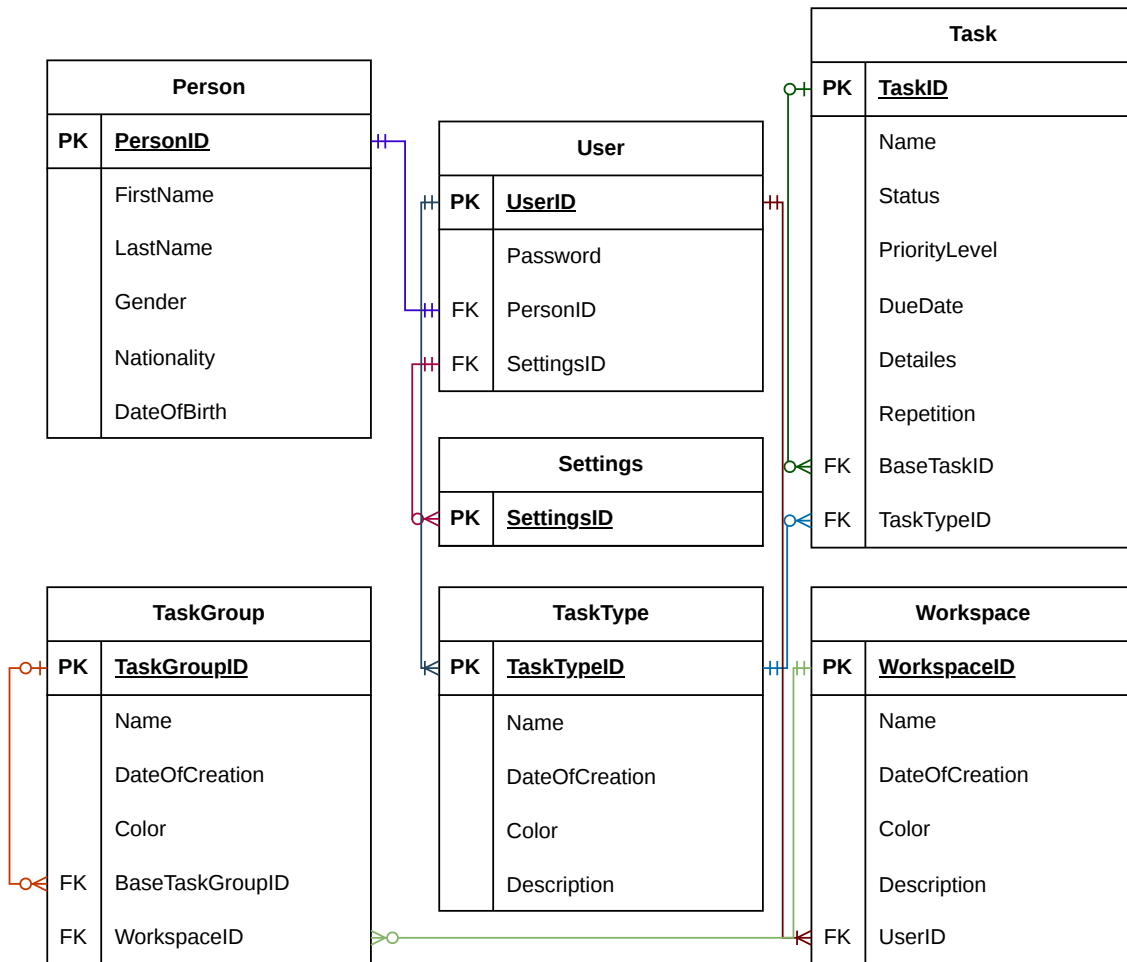 Person
PK PersonID
FirstName
LastName
Gender
Nationality
DateOfBirth
User
PK UserID
Password
FK PersonID
FK SettingsID
Task
PK TaskID
Name
Status
PriorityLevel
DueDate
Detailes
Repetition
FK BaseTaskID
FK TaskTypeID
Settings
PK SettingsID
TaskGroup
PK TaskGroupID
Name
DateOfCreation
Color
FK BaseTaskGroupID
FK WorkspaceID
TaskType
PK TaskTypeID
Name
DateOfCreation
Color
Description
Workspace
PK WorkspaceID
Name
DateOfCreation
Color
Description
FK UserID